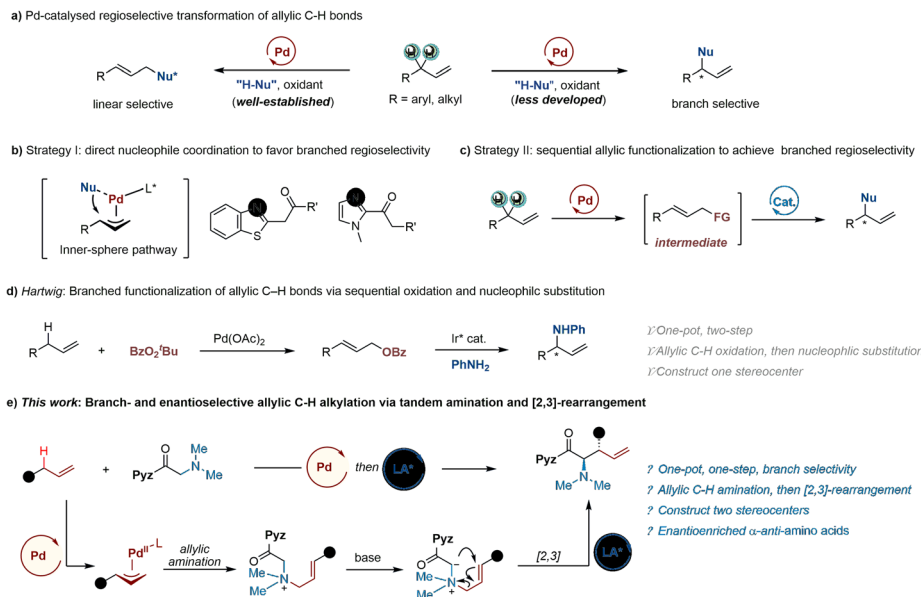 a) Pd-catalysed regioselective transformation of allylic C-H bonds
H H
Nu
Pd
Pd
R
Nu*
"H-Nu", oxidant
R
"H-Nu", oxidant
R
*
(well-established)
R = aryl, alkyl
(less developed)
linear selective
branch selective
b) Strategy I: direct nucleophile coordination to favor branched regioselectivity
c) Strategy II: sequential allylic functionalization to achieve branched regioselectivity
Nu
L*
Pd
R
Inner-sphere pathway
N
S
O
R'
N
N
O
R'
H H
R
Pd
R
FG
intermediate
Cat.
Nu
R
*
d) Hartwig: Branched functionalization of allylic C–H bonds via sequential oxidation and nucleophilc substitution
H
R
+
BzO2tBu
Pd(OAc)2
R
OBz
Ir* cat.
PhNH2
NHPh
R
*
ϒ One-pot, two-step
ϒ Allylic C-H oxidation, then nucleophlic substitutior
ϒ Construct one stereocenter
e) This work: Branch- and enantioselective allylic C-H alkylation via tandem amination and [2,3]-rearrangement
H
+
O
Pyz
N
Me
Me
Pd
then
LA*
O
Pyz
N
Me
Me
? One-pot, one-step, branch selectivity
? Allylic C-H amination, then [2,3]-rearrangement
? Construct two stereocenters
? Enantioenriched α-anti-amino acids
Pd
PdII
L
allylic
amination
Pyz
O
Me
N
+
Me
base
Pyz
O
-
Me
N
+
Me
[2,3]
LA*